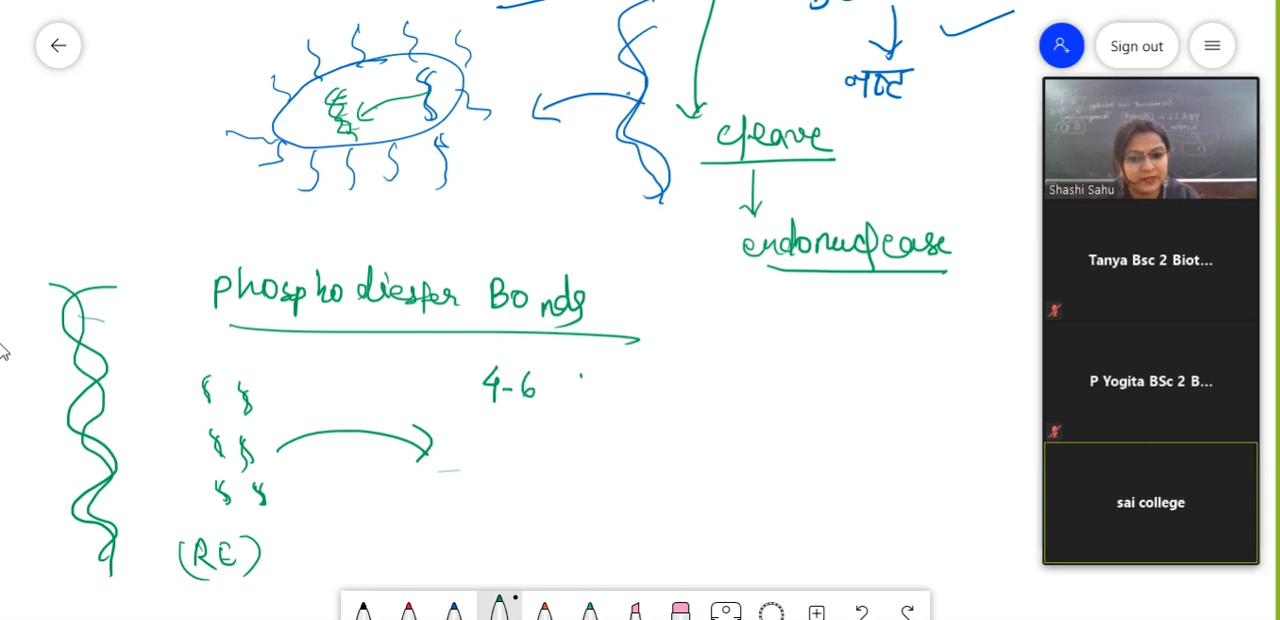 Sign out
नष्ट
cleave
endonuclease
Phosphodiester Bonds
4-6
(RE)
Shashi Sahu
Tanya Bsc 2 Biot...
P Yogita BSc 2 B...
sai college